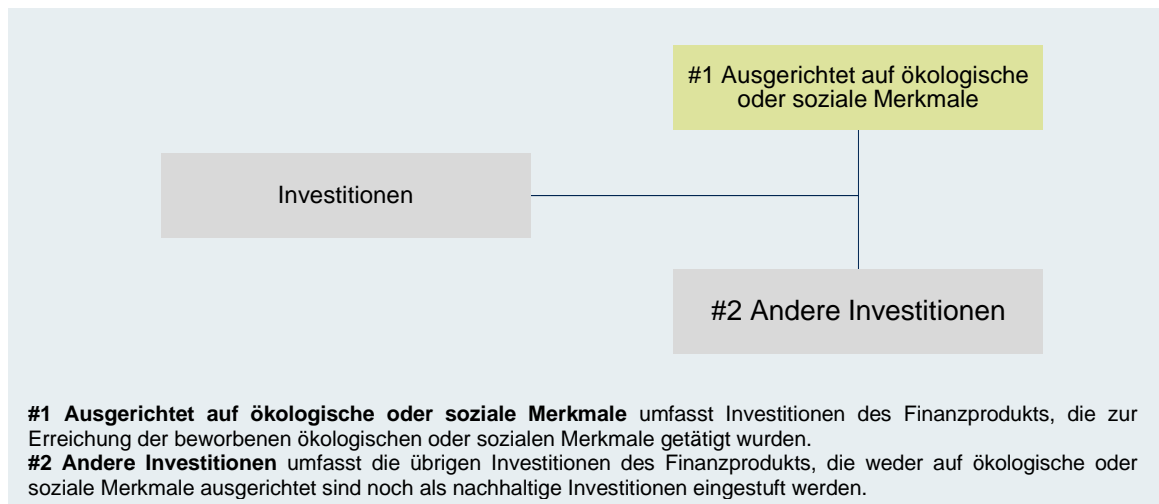 #1 Ausgerichtet auf ökologische
oder soziale Merkmale
Investitionen
#2 Andere Investitionen
#1 Ausgerichtet auf ökologische oder soziale Merkmale umfasst Investitionen des Finanzprodukts, die zur
Erreichung der beworbenen ökologischen oder sozialen Merkmale getätigt wurden.
#2 Andere Investitionen umfasst die übrigen Investitionen des Finanzprodukts, die weder auf ökologische oder
soziale Merkmale ausgerichtet sind noch als nachhaltige Investitionen eingestuft werden.